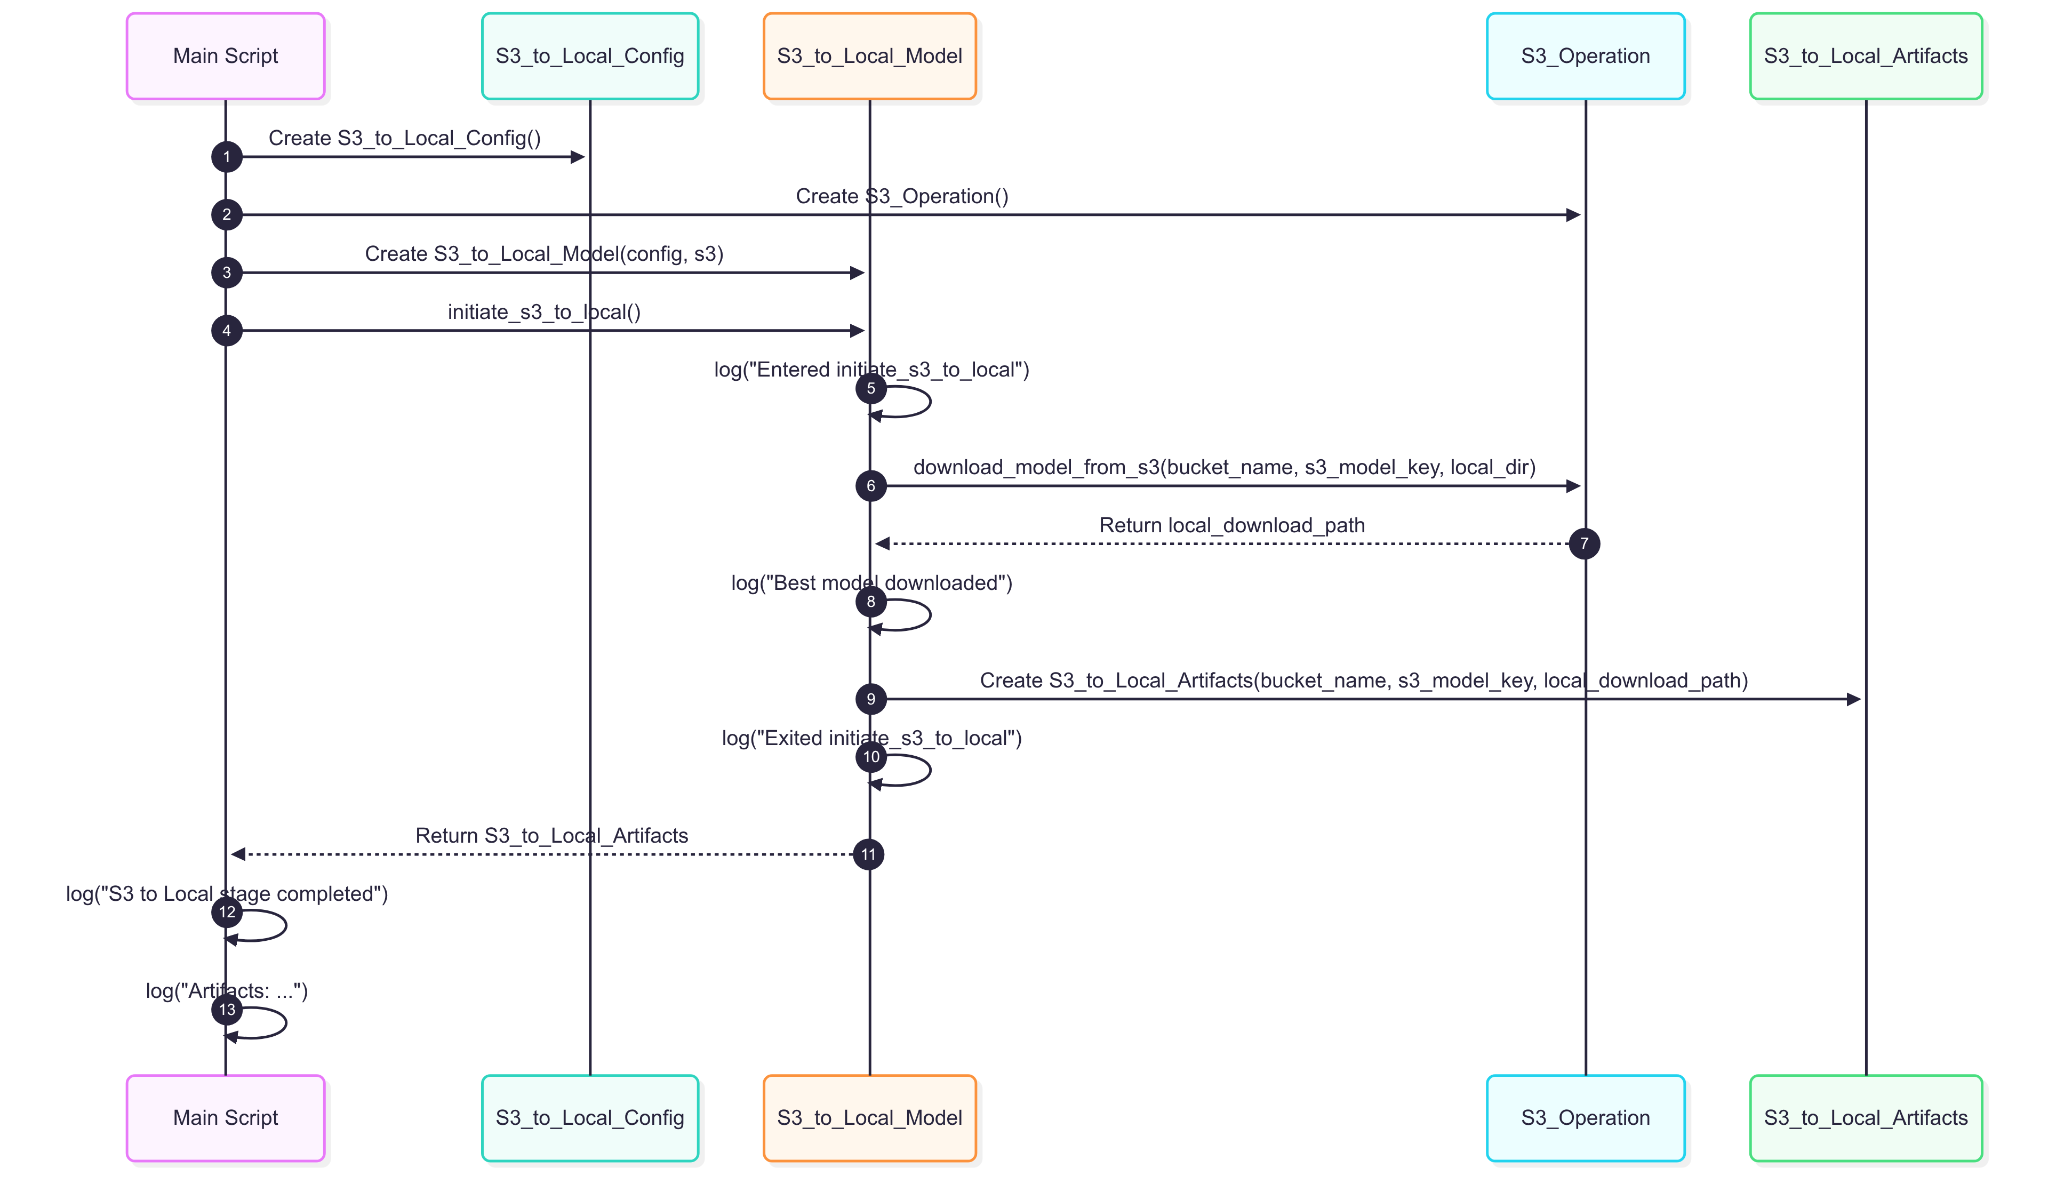 Main Script
S3_to_Local_Config
S3_to_Local_Model
S3_Operation
S3_to_Local_Artifacts
Create S3_to_Local_Config()
1
Create S3_Operation()
2
Create S3_to_Local_Model(config, s3)
3
initiate_s3_to_local()
4
log("Entered initiate_s3_to_local")
5
download_model_from_s3(bucket_name, s3_model_key, local_dir)
6
Return local_download_path
7
log("Best model downloaded")
8
Create S3_to_Local_Artifacts(bucket_name, s3_model_key, local_download_path)
9
log("Exited initiate_s3_to_local")
10
Return S3_to_Local_Artifacts
11
log("S3 to Local stage completed")
12
log("Artifacts: ...")
13
Main Script
S3_to_Local_Config
S3_to_Local_Model
S3_Operation
S3_to_Local_Artifacts